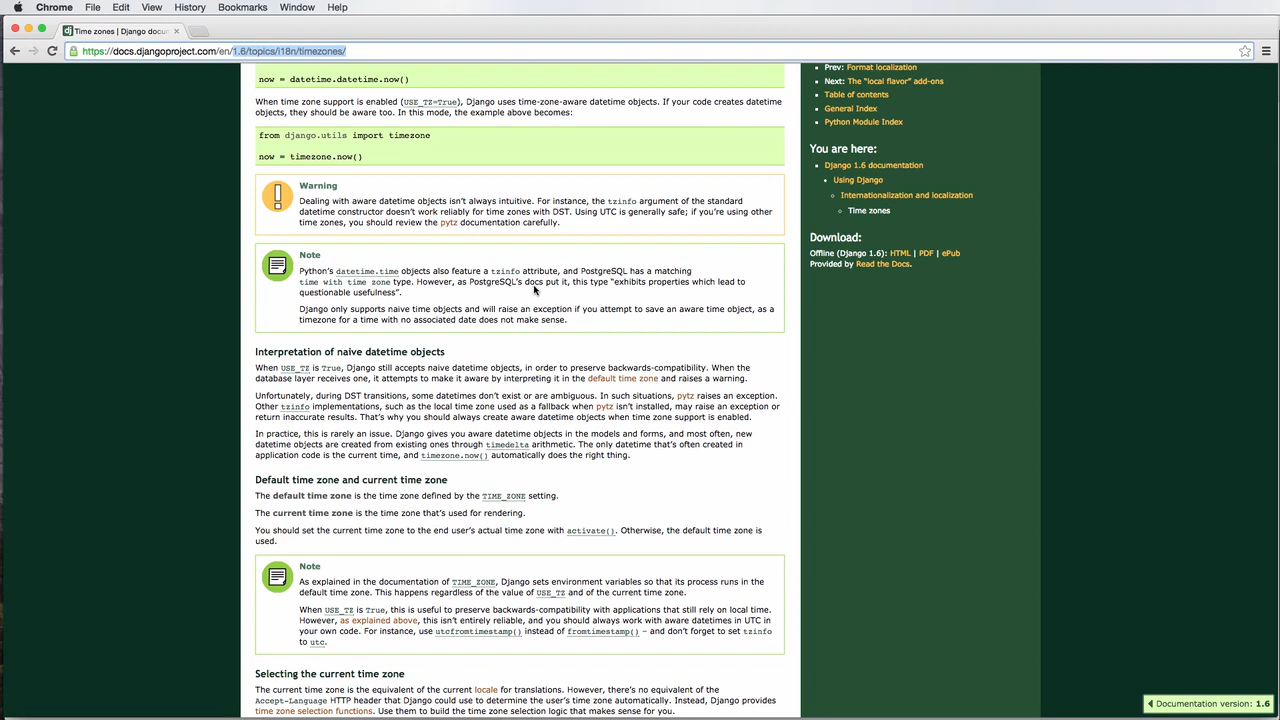 Chrome File Edit View History Bookmarks Window Help
Time zones | Django docu
https://docs.djangoproject.com/en/1.6/topics/i18n/timezones/
now = datetime.datetime.now()
When time zone support is enabled (USE_TZ=True), Django uses time-zone-aware datetime objects. If your code creates datetime
objects, they should be aware too. In this mode, the example above becomes:
from django.utils import timezone
now = timezone.now()
Warning
Dealing with aware datetime objects isn't always intuitive. For instance, the tzinfo argument of the standard
datetime constructor doesn't work reliably for time zones with DST. Using UTC is generally safe; if you're using other
time zones, you should review the pytz documentation carefully.
Note
Python's datetime.time objects also feature a tzinfo attribute, and PostgreSQL has a matching
time with time zone type. However, as PostgreSQL's docs put it, this type "exhibits properties which lead to
questionable usefulness".
Django only supports naive time objects and will raise an exception if you attempt to save an aware time object, as a
timezone for a time with no associated date does not make sense.
Interpretation of naive datetime objects
When USE_TZ is True, Django still accepts naive datetime objects, in order to preserve backwards-compatibility. When the
database layer receives one, it attempts to make it aware by interpreting it in the default time zone and raises a warning.
Unfortunately, during DST transitions, some datetimes don't exist or are ambiguous. In such situations, pytz raises an exception.
Other tzinfo implementations, such as the local time zone used as a fallback when pytz isn't installed, may raise an exception or
return inaccurate results. That's why you should always create aware datetime objects when time zone support is enabled.
In practice, this is rarely an issue. Django gives you aware datetime objects in the models and forms, and most often, new
datetime objects are created from existing ones through timedelta arithmetic. The only datetime that's often created in
application code is the current time, and timezone.now() automatically does the right thing.
Default time zone and current time zone
The default time zone is the time zone defined by the TIME_ZONE setting.
The current time zone is the time zone that's used for rendering.
You should set the current time zone to the end user's actual time zone with activate(). Otherwise, the default time zone is
used.
Note
As explained in the documentation of TIME_ZONE, Django sets environment variables so that its process runs in the
default time zone. This happens regardless of the value of USE_TZ and of the current time zone.
When USE_TZ is True, this is useful to preserve backwards-compatibility with applications that still rely on local time.
However, as explained above, this isn't entirely reliable, and you should always work with aware datetimes in UTC in
your own code. For instance, use utcfromtimestamp() instead of fromtimestamp() – and don't forget to set tzinfo
to utc.
Selecting the current time zone
The current time zone is the equivalent of the current locale for translations. However, there's no equivalent of the
Accept-Language HTTP header that Django could use to determine the user's time zone automatically. Instead, Django provides
time zone selection functions. Use them to build the time zone selection logic that makes sense for you.
Prev: Format localization
Next: The "local flavor" add-ons
Table of contents
General Index
Python Module Index
You are here:
Django 1.6 documentation
Using Django
Internationalization and localization
Time zones
Download:
Offline (Django 1.6): HTML | PDF | ePub
Provided by Read the Docs.
Documentation version: 1.6